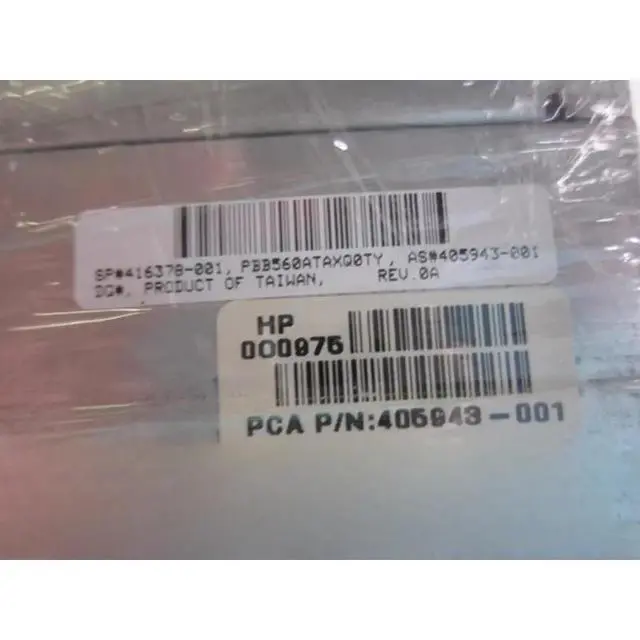 SP#416378-001, PBB560ATAXQ0TY, AS#405943-001
DQ#, PRODUCT OF TAIWAN, REV.0A
HP
000975
PCA P/N:405943-001